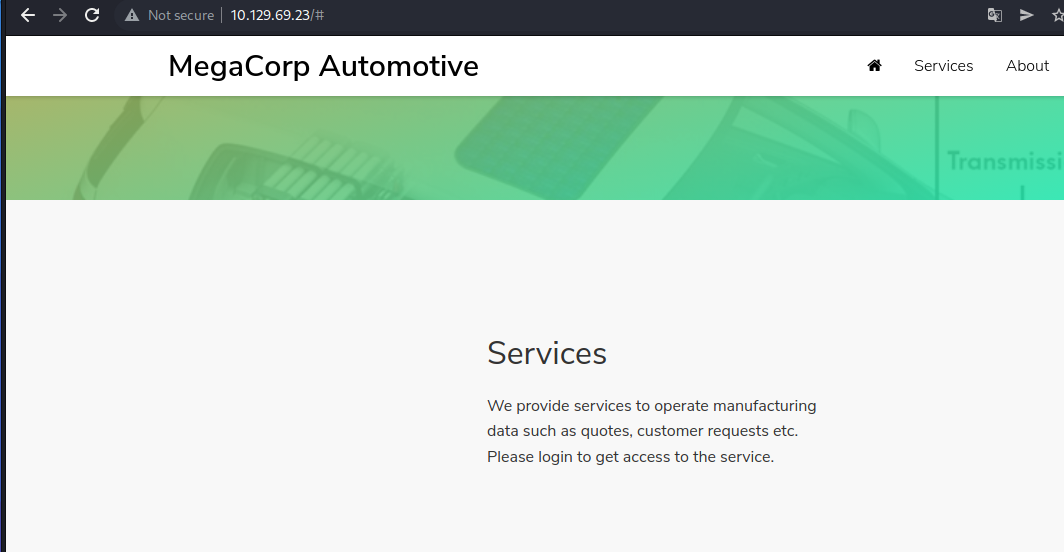 Not secure | 10.129.69.23/#
MegaCorp Automotive
Services
About
Transmissi
Services
We provide services to operate manufacturing
data such as quotes, customer requests etc.
Please login to get access to the service.